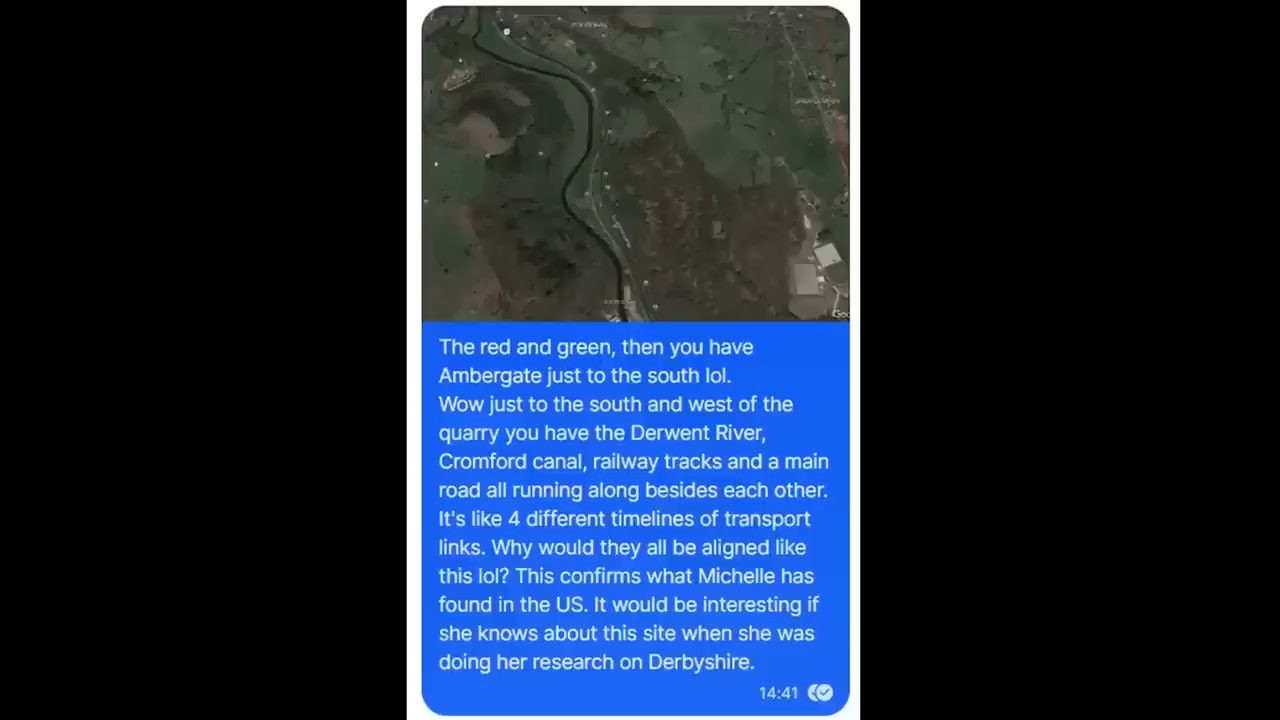 The red and green, then you have
Ambergate just to the south lol.
Wow just to the south and west of the
quarry you have the Derwent River,
Cromford canal, railway tracks and a main
road all running along besides each other.
It's like 4 different timelines of transport
links. Why would they all be aligned like
this lol? This confirms what Michelle has
found in the US. It would be interesting if
she knows about this site when she was
doing her research on Derbyshire.
14:41